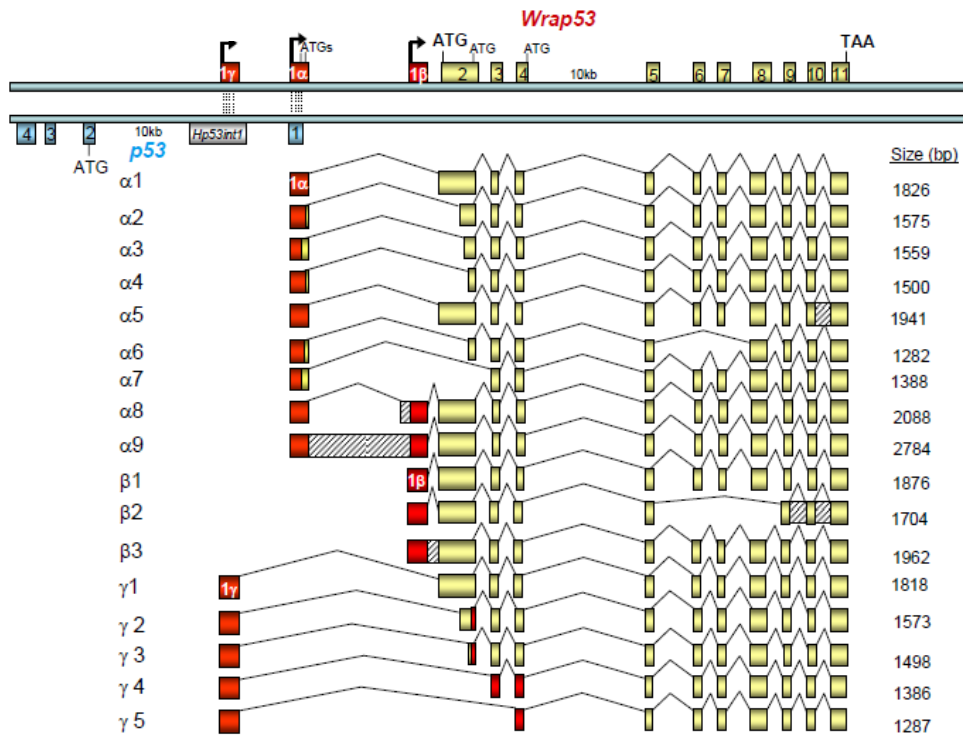 Wrap53
ATGs ATG ATG ATG TAA
1γ 1α 1β 2 3 4 10kb 5 6 7 8 9 10 11
4 3 2 10kb Hp53int1 1
p53
ATG
Size (bp)
α1 1α 1826
α2 1575
α3 1559
α4 1500
α5 1941
α6 1282
α7 1388
α8 2088
α9 2784
β1 1β 1876
β2 1704
β3 1962
γ1 1γ 1818
γ 2 1573
γ 3 1498
γ 4 1386
γ 5 1287